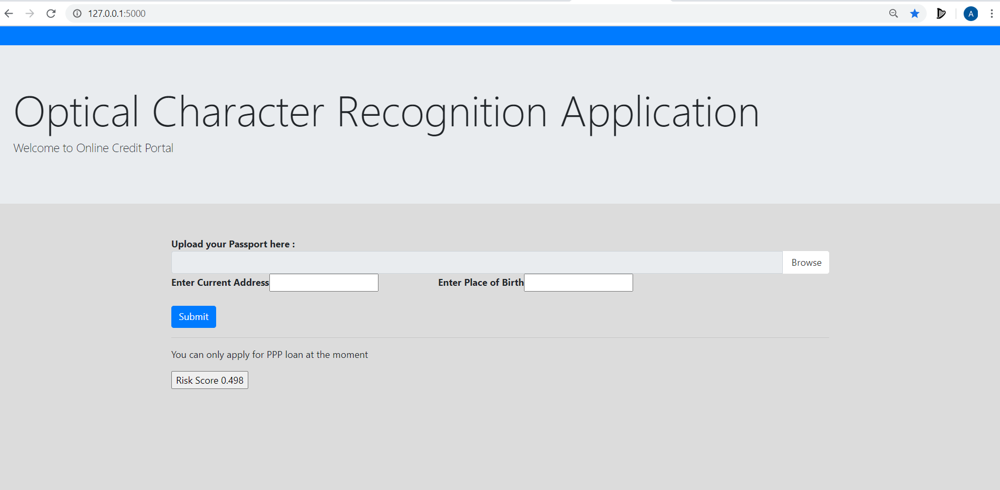 127.0.0.1:5000
A
Optical Character Recognition Application
Welcome to Online Credit Portal
Upload your Passport here :
Browse
Enter Current Address Enter Place of Birth
Submit
You can only apply for PPP loan at the moment
Risk Score 0.498